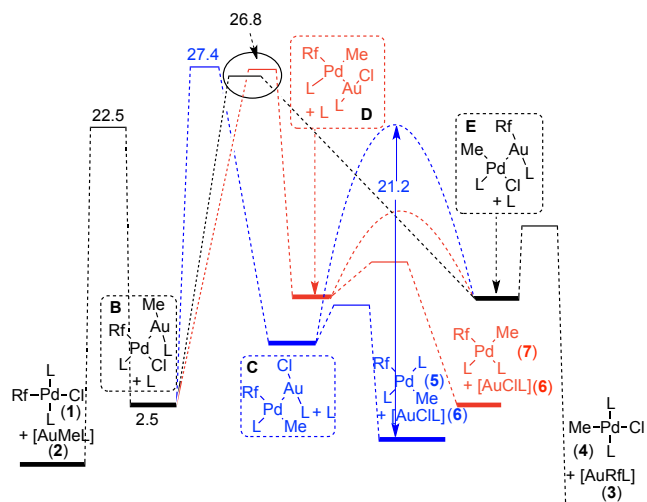 26.8
27.4
22.5
Rf Me
Pd Cl
L Au
L
+ L D
E
Rf
Me Au
Pd L
L Cl
+ L
21.2
B Me
Rf Au
Pd L
L Cl
+ L
2.5
L
Rf Pd Cl
L (1)
+ [AuMeL]
(2)
C Cl
Rf Au
Pd L + L
L Me
Rf L
Pd (5)
L Me
+ [AuClL]
(6)
Rf Me
Pd (7)
L L
+ [AuClL](6)
L
Me Pd Cl
(4) L
+ [AuRfL]
(3)